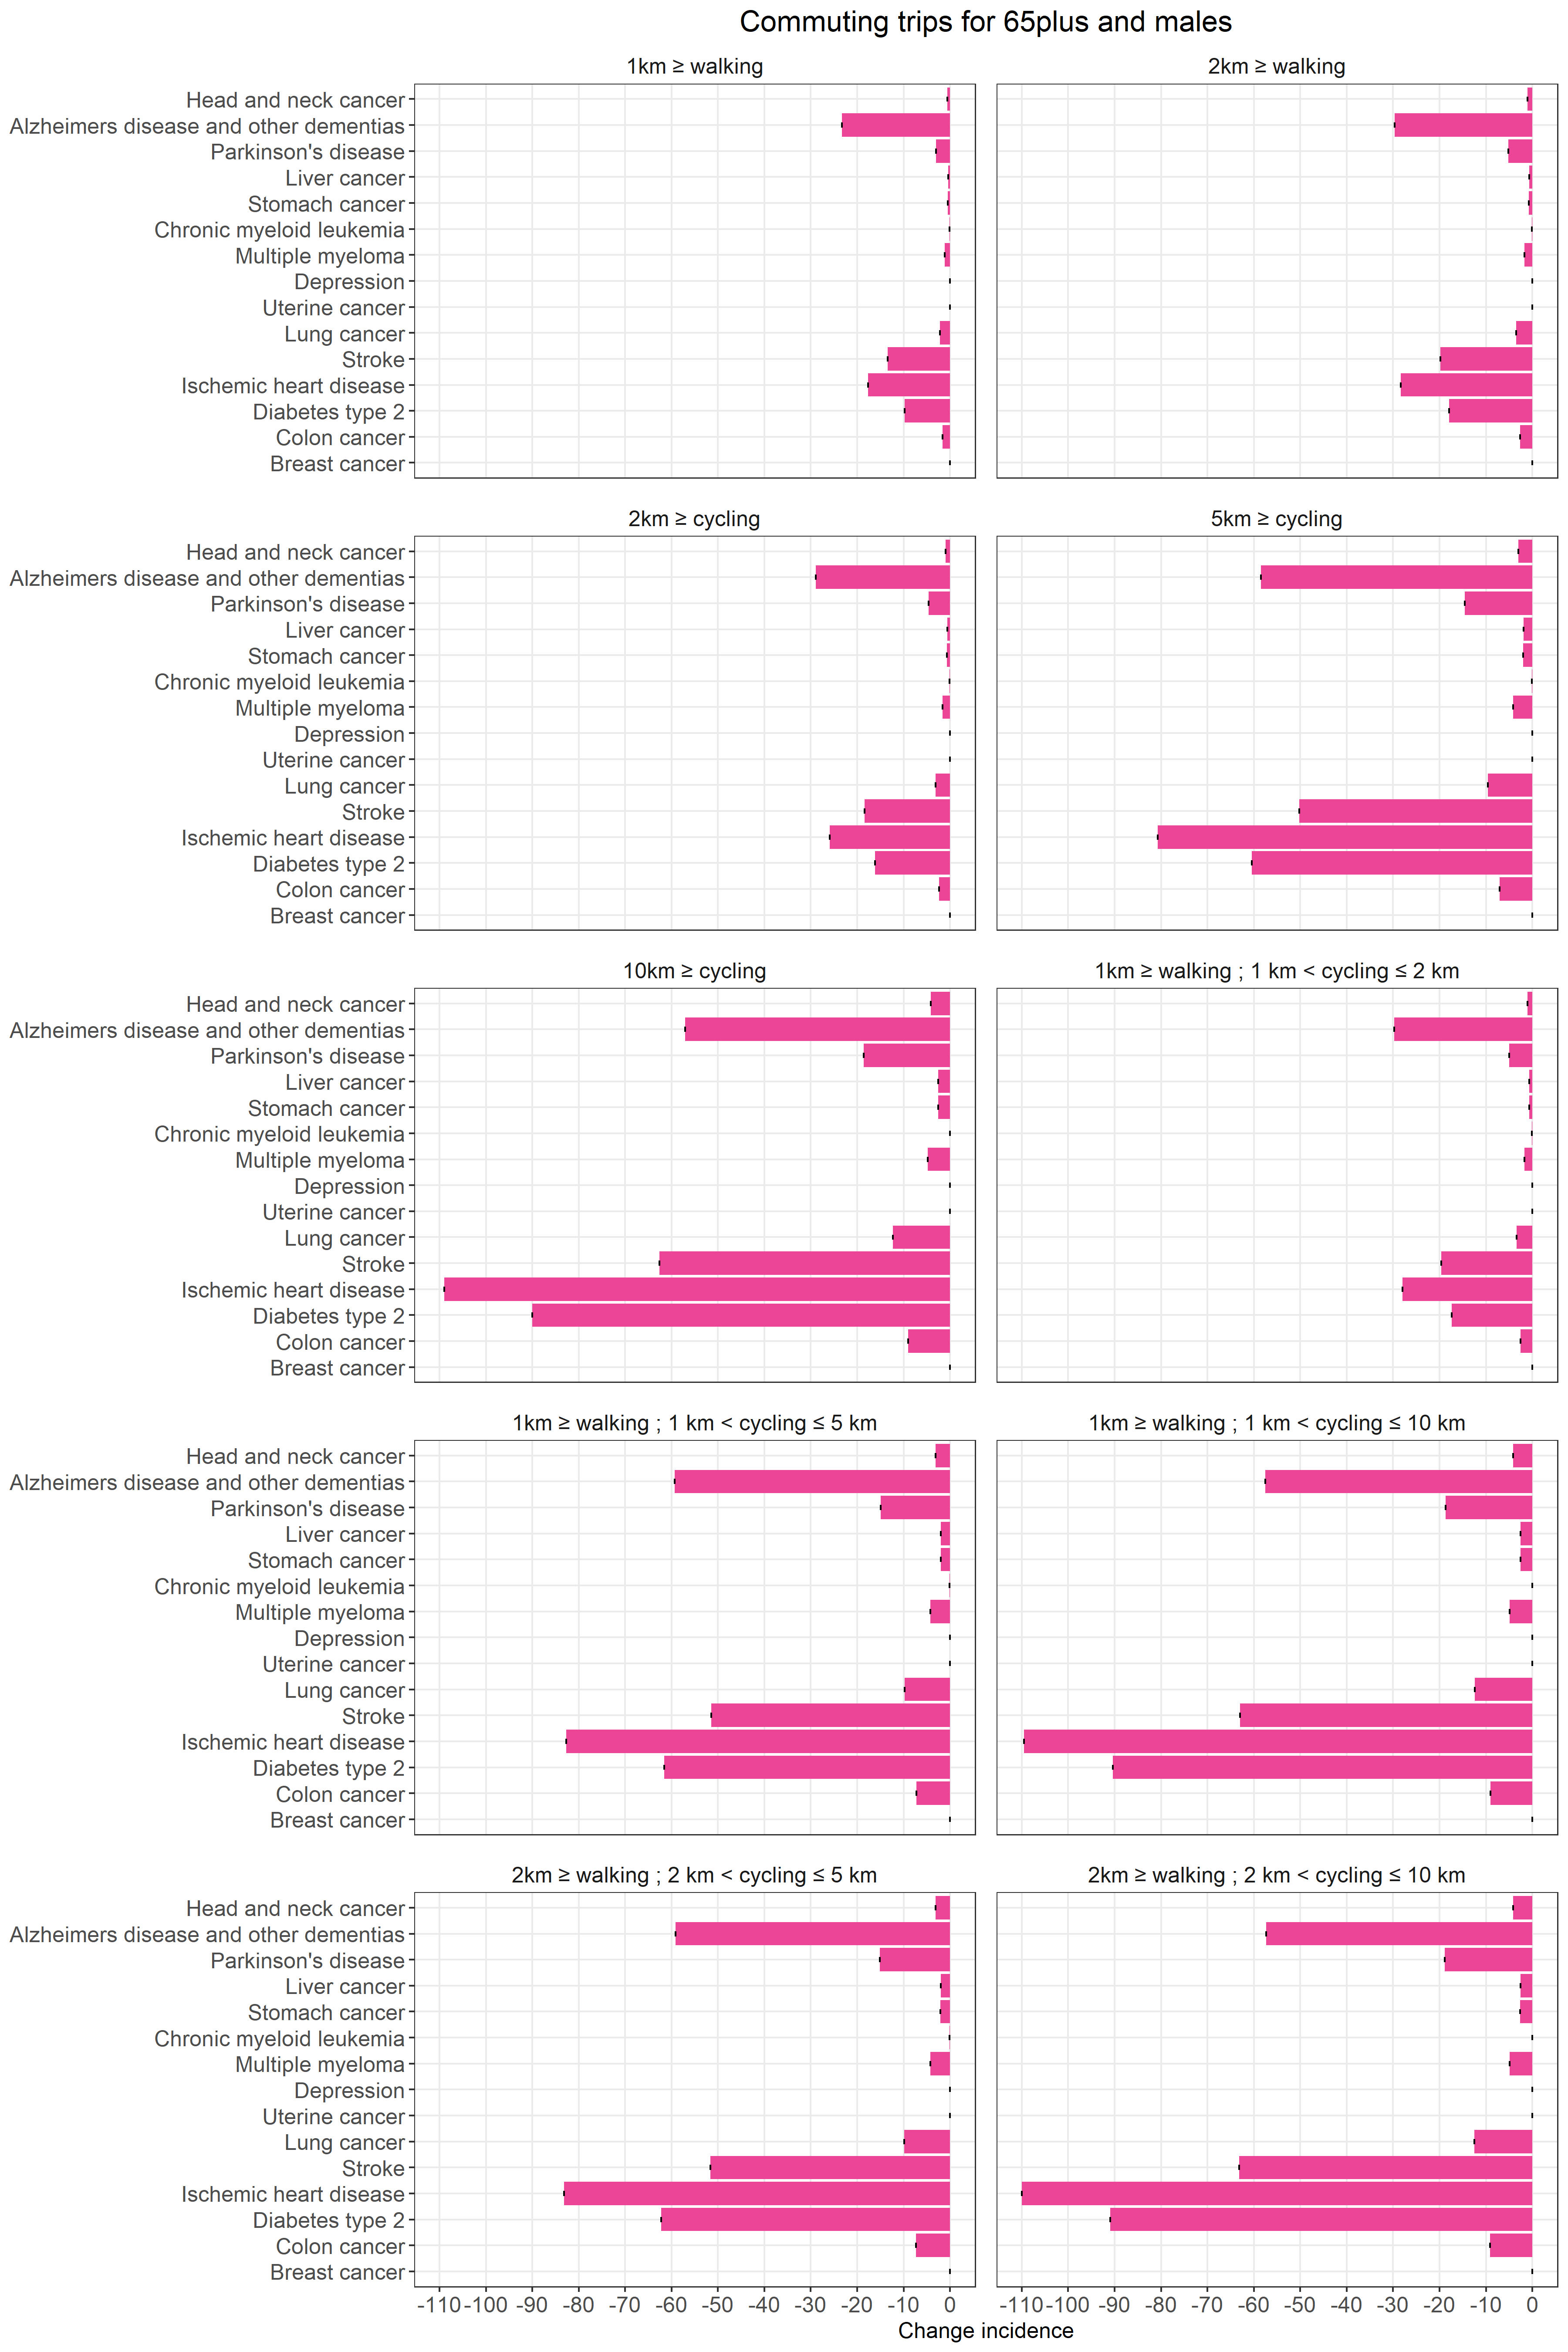 Commuting trips for 65plus and males
1km ≥ walking
2km ≥ walking
Head and neck cancer
Alzheimers disease and other dementias
Parkinson's disease
Liver cancer
Stomach cancer
Chronic myeloid leukemia
Multiple myeloma
Depression
Uterine cancer
Lung cancer
Stroke
Ischemic heart disease
Diabetes type 2
Colon cancer
Breast cancer
2km ≥ cycling
5km ≥ cycling
Head and neck cancer
Alzheimers disease and other dementias
Parkinson's disease
Liver cancer
Stomach cancer
Chronic myeloid leukemia
Multiple myeloma
Depression
Uterine cancer
Lung cancer
Stroke
Ischemic heart disease
Diabetes type 2
Colon cancer
Breast cancer
10km ≥ cycling
1km ≥ walking ; 1 km < cycling ≤ 2 km
Head and neck cancer
Alzheimers disease and other dementias
Parkinson's disease
Liver cancer
Stomach cancer
Chronic myeloid leukemia
Multiple myeloma
Depression
Uterine cancer
Lung cancer
Stroke
Ischemic heart disease
Diabetes type 2
Colon cancer
Breast cancer
1km ≥ walking ; 1 km < cycling ≤ 5 km
1km ≥ walking ; 1 km < cycling ≤ 10 km
Head and neck cancer
Alzheimers disease and other dementias
Parkinson's disease
Liver cancer
Stomach cancer
Chronic myeloid leukemia
Multiple myeloma
Depression
Uterine cancer
Lung cancer
Stroke
Ischemic heart disease
Diabetes type 2
Colon cancer
Breast cancer
2km ≥ walking ; 2 km < cycling ≤ 5 km
2km ≥ walking ; 2 km < cycling ≤ 10 km
Head and neck cancer
Alzheimers disease and other dementias
Parkinson's disease
Liver cancer
Stomach cancer
Chronic myeloid leukemia
Multiple myeloma
Depression
Uterine cancer
Lung cancer
Stroke
Ischemic heart disease
Diabetes type 2
Colon cancer
Breast cancer
-110 -100 -90 -80 -70 -60 -50 -40 -30 -20 -10 0
-110 -100 -90 -80 -70 -60 -50 -40 -30 -20 -10 0
Change incidence